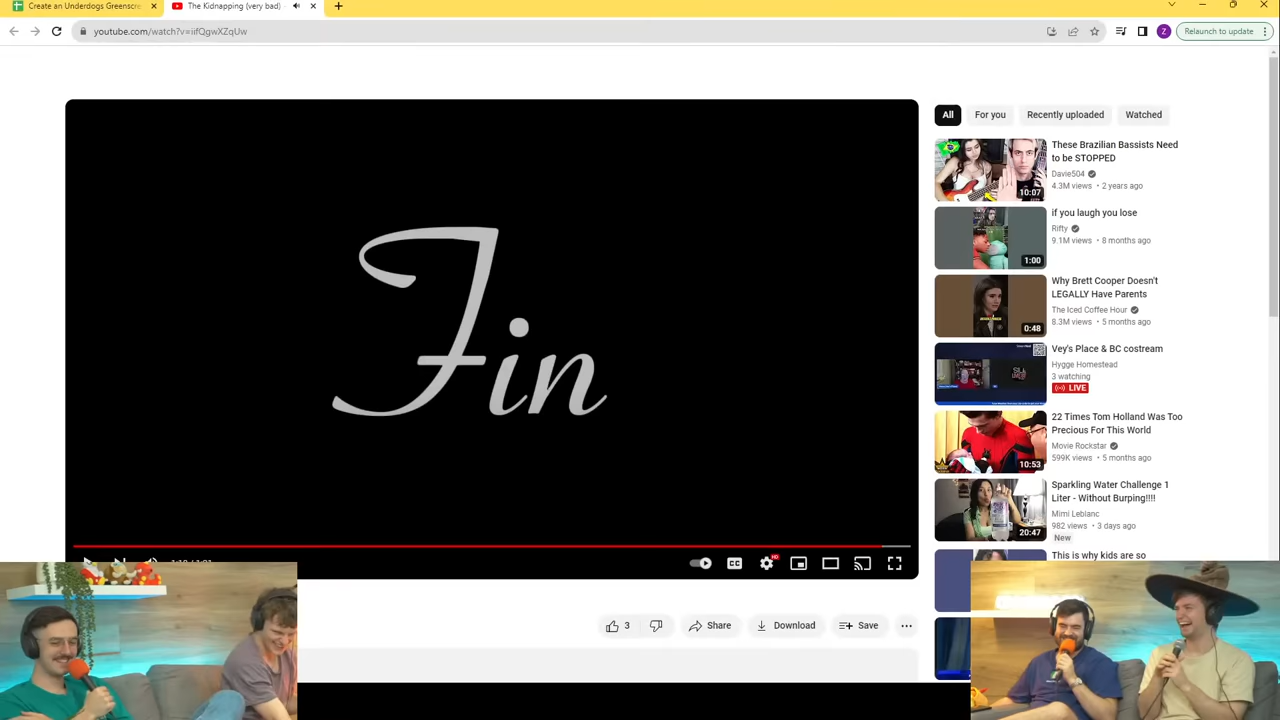 Create an Underdogs Greenscre
The Kidnapping (very bad)
youtube.com/watch?v=iifQgwXZqUw
Relaunch to update
Z
Fin
All
For you
Recently uploaded
Watched
These Brazilian Bassists Need
to be STOPPED
Davie504
4.3M views • 2 years ago
10:07
if you laugh you lose
Rifty
9.1M views • 8 months ago
1:00
Why Brett Cooper Doesn't
LEGALLY Have Parents
The Iced Coffee Hour
8.3M views • 5 months ago
0:48
Vey's Place & BC costream
Hygge Homestead
3 watching
LIVE
22 Times Tom Holland Was Too
Precious For This World
Movie Rockstar
599K views • 5 months ago
10:53
Sparkling Water Challenge 1
Liter - Without Burping!!!!
Mimi Leblanc
982 views • 3 days ago
New
20:47
This is why kids are so
CC
HD
3
Share
Download
Save